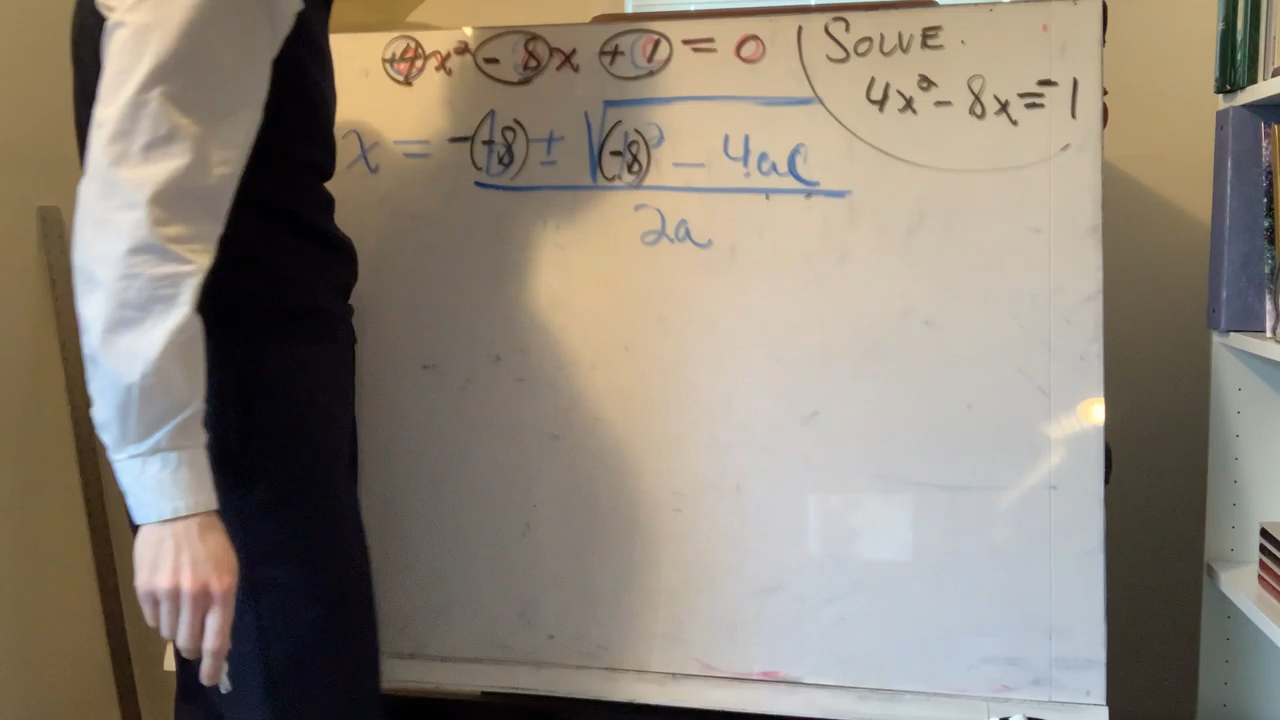 +4x² - 8x + 1 = 0
SOLVE.
4x² - 8x = -1
x = -(-8) ± √(-8)² - 4ac
2a